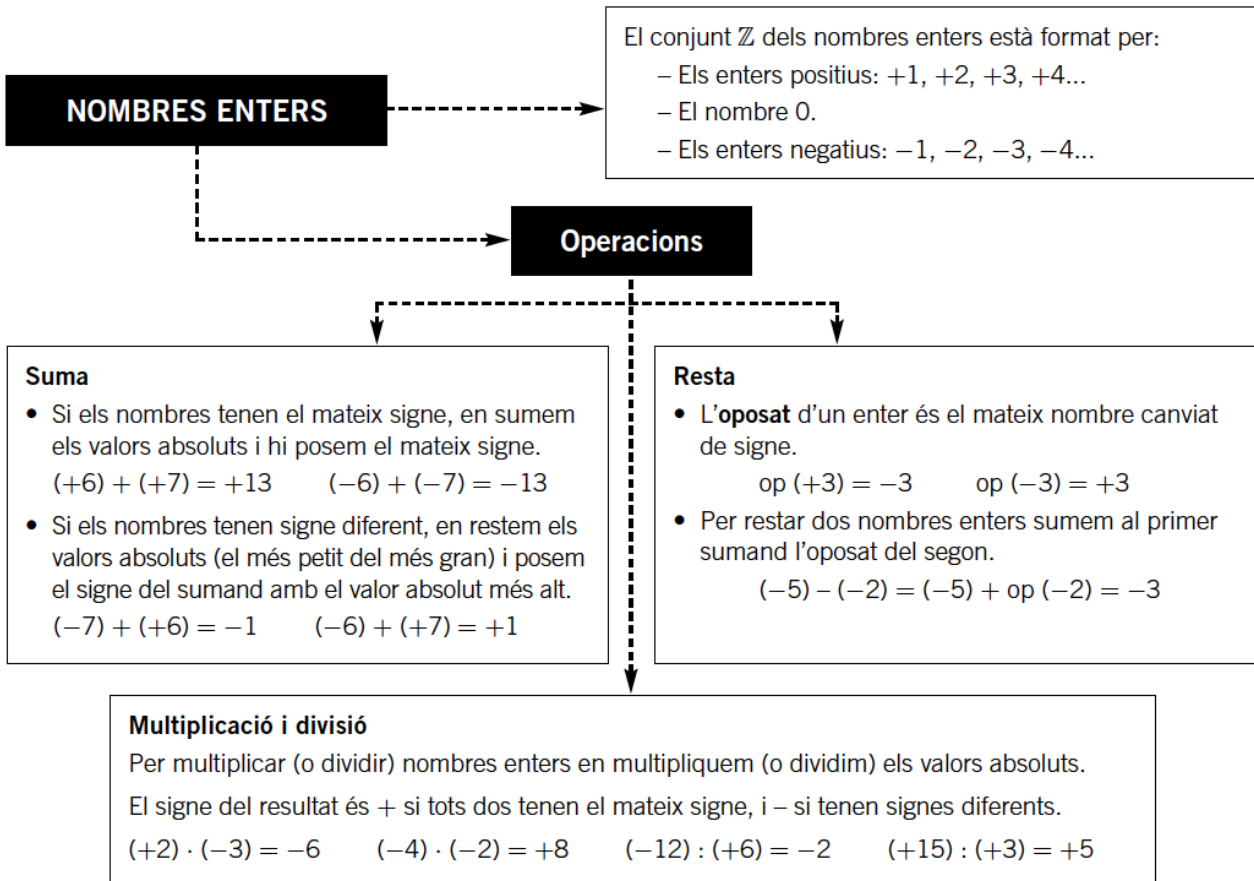 NOMBRES ENTERS
El conjunt ℤ dels nombres enters està format per:
– Els enters positius: +1, +2, +3, +4...
– El nombre 0.
– Els enters negatius: −1, −2, −3, −4...
Operacions
Suma
• Si els nombres tenen el mateix signe, en sumem
els valors absoluts i hi posem el mateix signe.
(+6) + (+7) = +13 (−6) + (−7) = −13
• Si els nombres tenen signe diferent, en restem els
valors absoluts (el més petit del més gran) i posem
el signe del sumand amb el valor absolut més alt.
(−7) + (+6) = −1 (−6) + (+7) = +1
Resta
• L’oposat d’un enter és el mateix nombre canviat
de signe.
op (+3) = −3 op (−3) = +3
• Per restar dos nombres enters sumem al primer
sumand l’oposat del segon.
(−5) – (−2) = (−5) + op (−2) = −3
Multiplicació i divisió
Per multiplicar (o dividir) nombres enters en multipliquem (o dividim) els valors absoluts.
El signe del resultat és + si tots dos tenen el mateix signe, i – si tenen signes diferents.
(+2) · (−3) = −6 (−4) · (−2) = +8 (−12) : (+6) = −2 (+15) : (+3) = +5